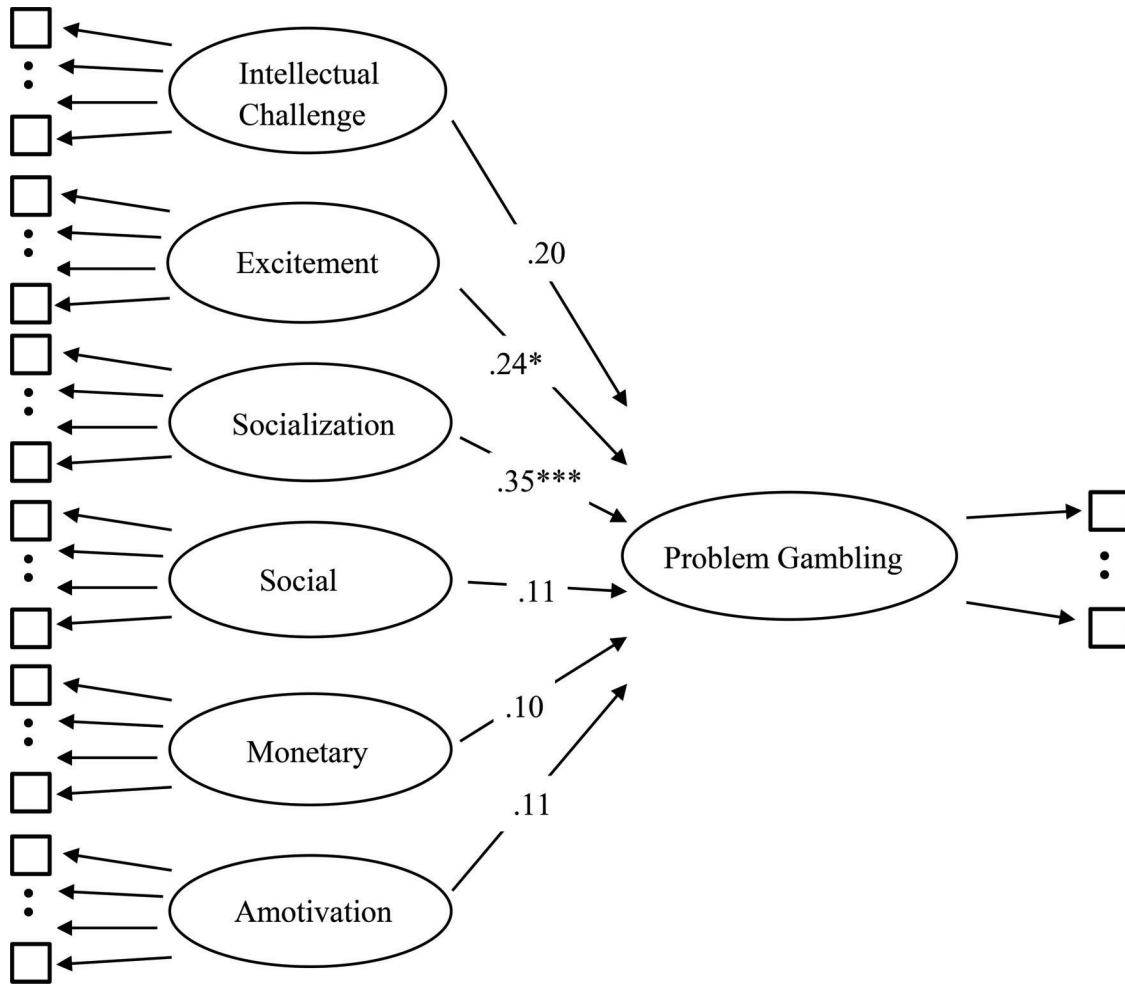 Intellectual
Challenge
.20
Excitement
.24*
Socialization
.35***
Social
.11
Problem Gambling
Monetary
.10
.11
Amotivation